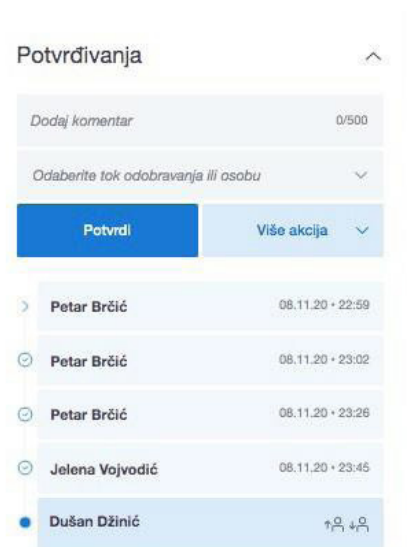 Potvrđivanja
Dodaj komentar 0/500
Odaberite tok odobravanja ili osobu
Potvrdi Više akcija
Petar Brčić 08.11.20 • 22:59
Petar Brčić 08.11.20 • 23:02
Petar Brčić 08.11.20 • 23:26
Jelena Vojvodić 08.11.20 • 23:45
Dušan Džinić